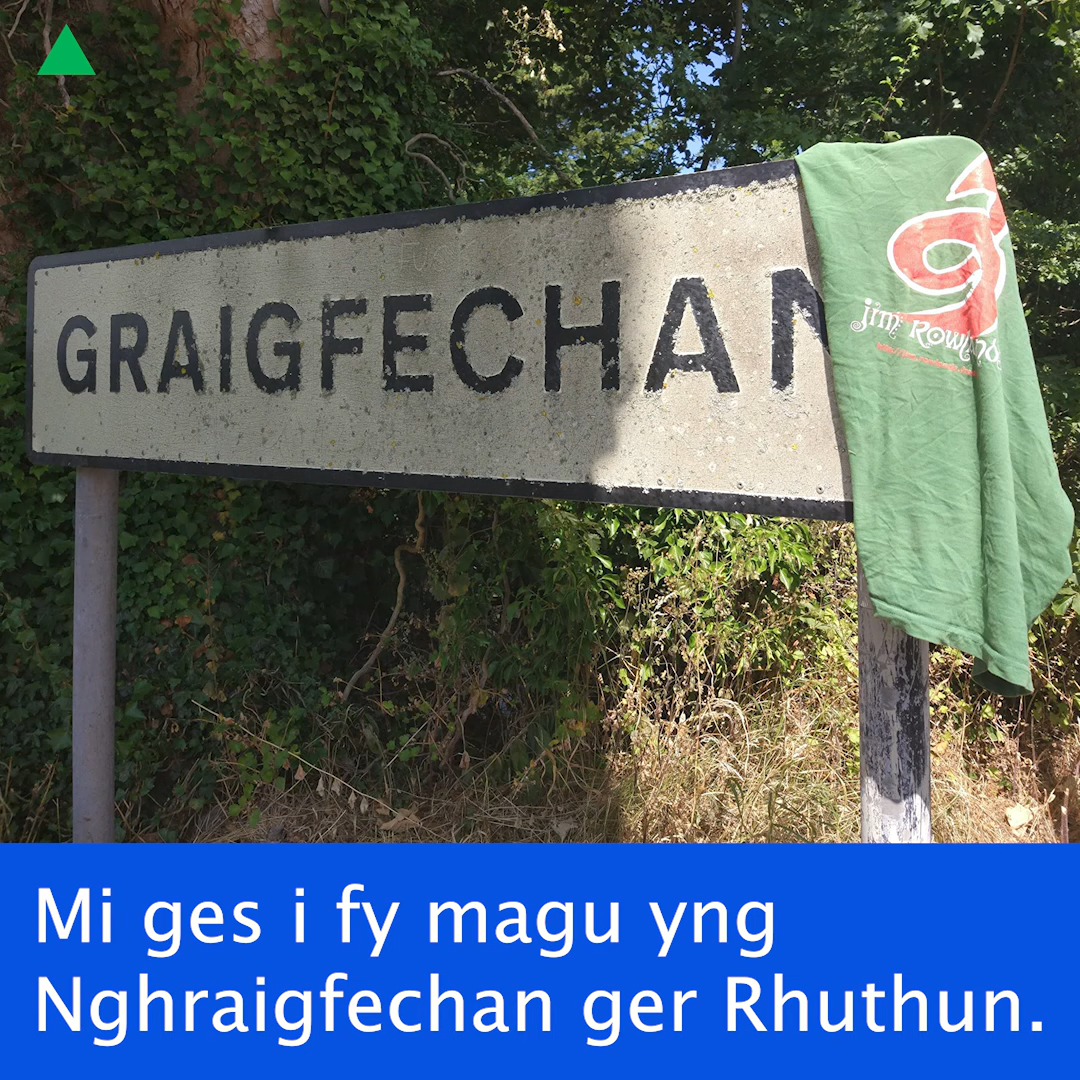 GRAIGFECHAN
Jim Rowlands
Mi ges i fy magu yng
Nghraigfechan ger Rhuthun.